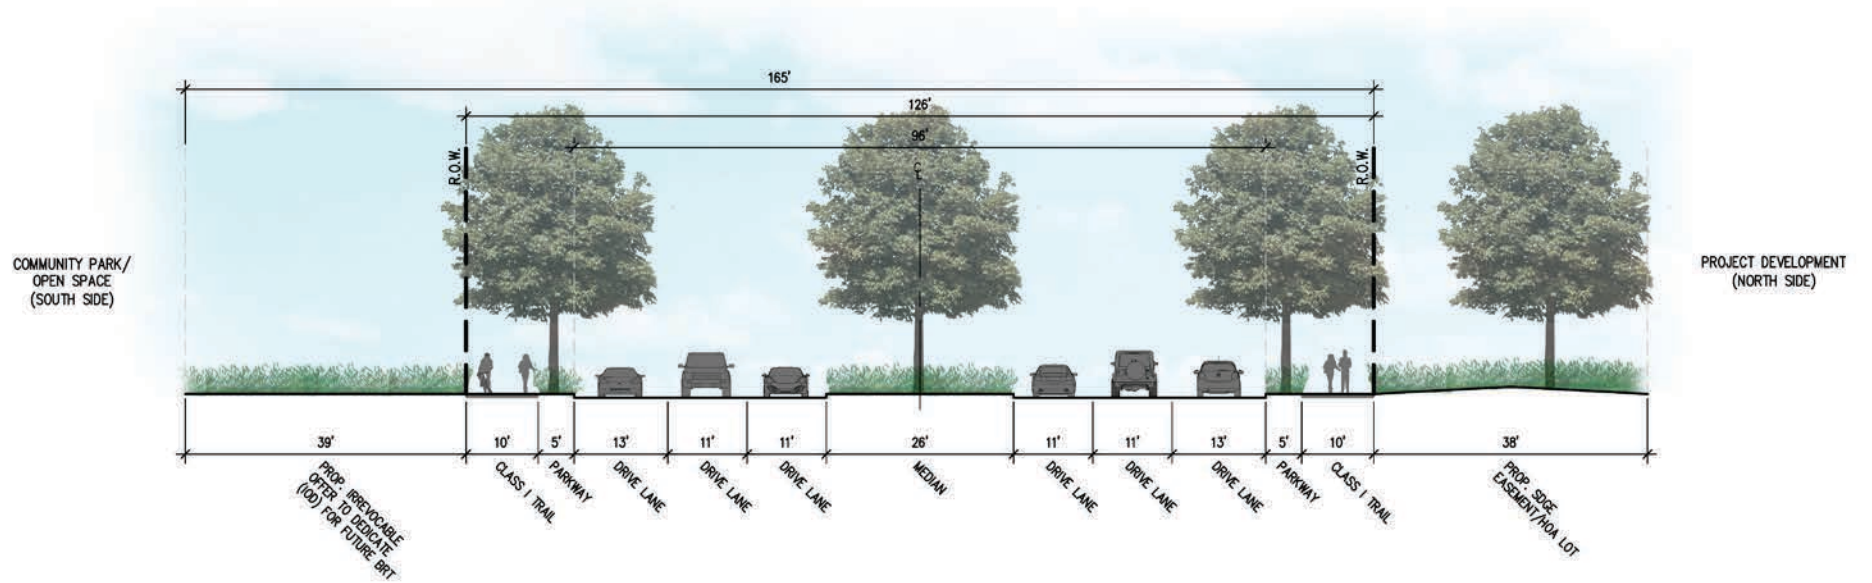 165'
126'
96'
R.O.W.
℄
R.O.W.
COMMUNITY PARK/
OPEN SPACE
(SOUTH SIDE)
PROJECT DEVELOPMENT
(NORTH SIDE)
39'
10'
5'
13'
11'
11'
26'
11'
11'
13'
5'
10'
38'
PROP. IRREVOCABLE
OFFER TO DEDICATE
(IOD) FOR FUTURE BRT
CLASS I TRAIL
PARKWAY
DRIVE LANE
DRIVE LANE
DRIVE LANE
MEDIAN
DRIVE LANE
DRIVE LANE
DRIVE LANE
PARKWAY
CLASS I TRAIL
PROP. SDGE
EASEMENT/HOA LOT